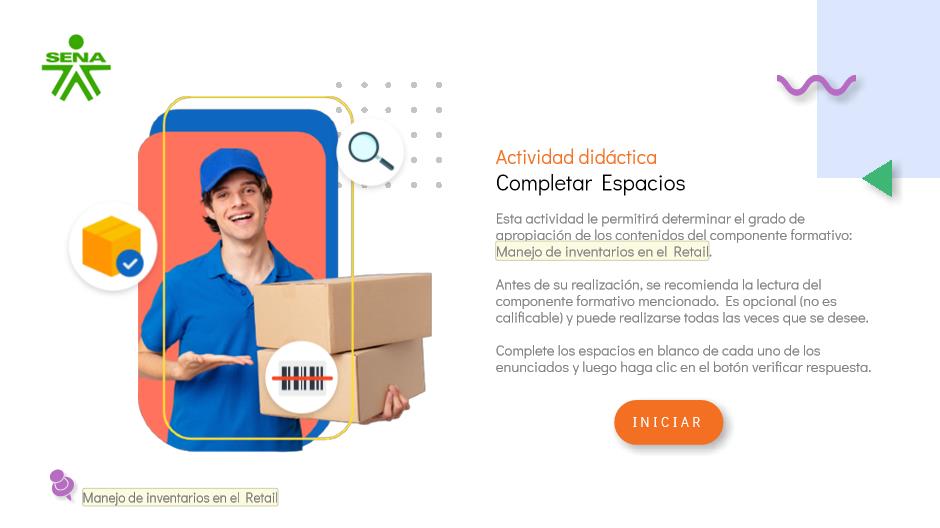 SENA
Actividad didáctica
Completar Espacios
Esta actividad le permitirá determinar el grado de
apropiación de los contenidos del componente formativo:
Manejo de inventarios en el Retail.
Antes de su realización, se recomienda la lectura del
componente formativo mencionado. Es opcional (no es
calificable) y puede realizarse todas las veces que se desee.
Complete los espacios en blanco de cada uno de los
enunciados y luego haga clic en el botón verificar respuesta.
INICIAR
Manejo de inventarios en el Retail